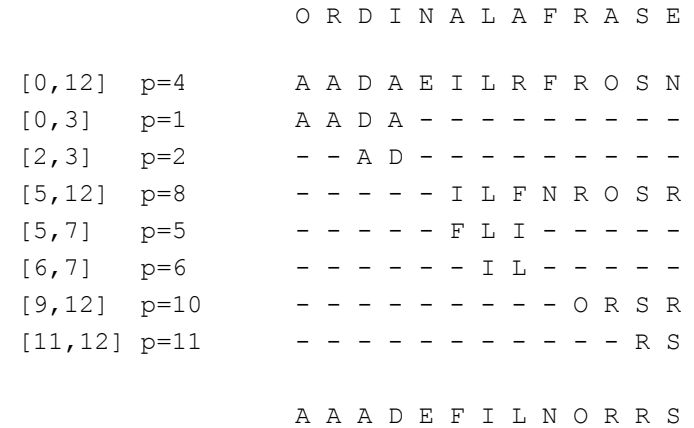 O R D I N A L A F R A S E
[0,12] p=4 A A D A E I L R F R O S N
[0,3] p=1 A A D A - - - - - - - - -
[2,3] p=2 - - A D - - - - - - - - -
[5,12] p=8 - - - - - I L F N R O S R
[5,7] p=5 - - - - - F L I - - - - -
[6,7] p=6 - - - - - - I L - - - - -
[9,12] p=10 - - - - - - - - - O R S R
[11,12] p=11 - - - - - - - - - - - R S
A A A D E F I L N O R R S